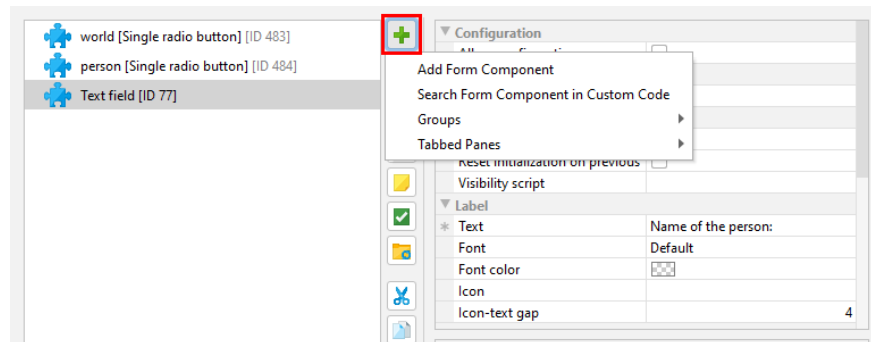 world [Single radio button] [ID 483]
person [Single radio button] [ID 484]
Text field [ID 77]
Add Form Component
Search Form Component in Custom Code
Groups
Tabbed Panes
Configuration
Reset initialization on previous
Visibility script
Label
Text Name of the person:
Font Default
Font color
Icon
Icon-text gap 4